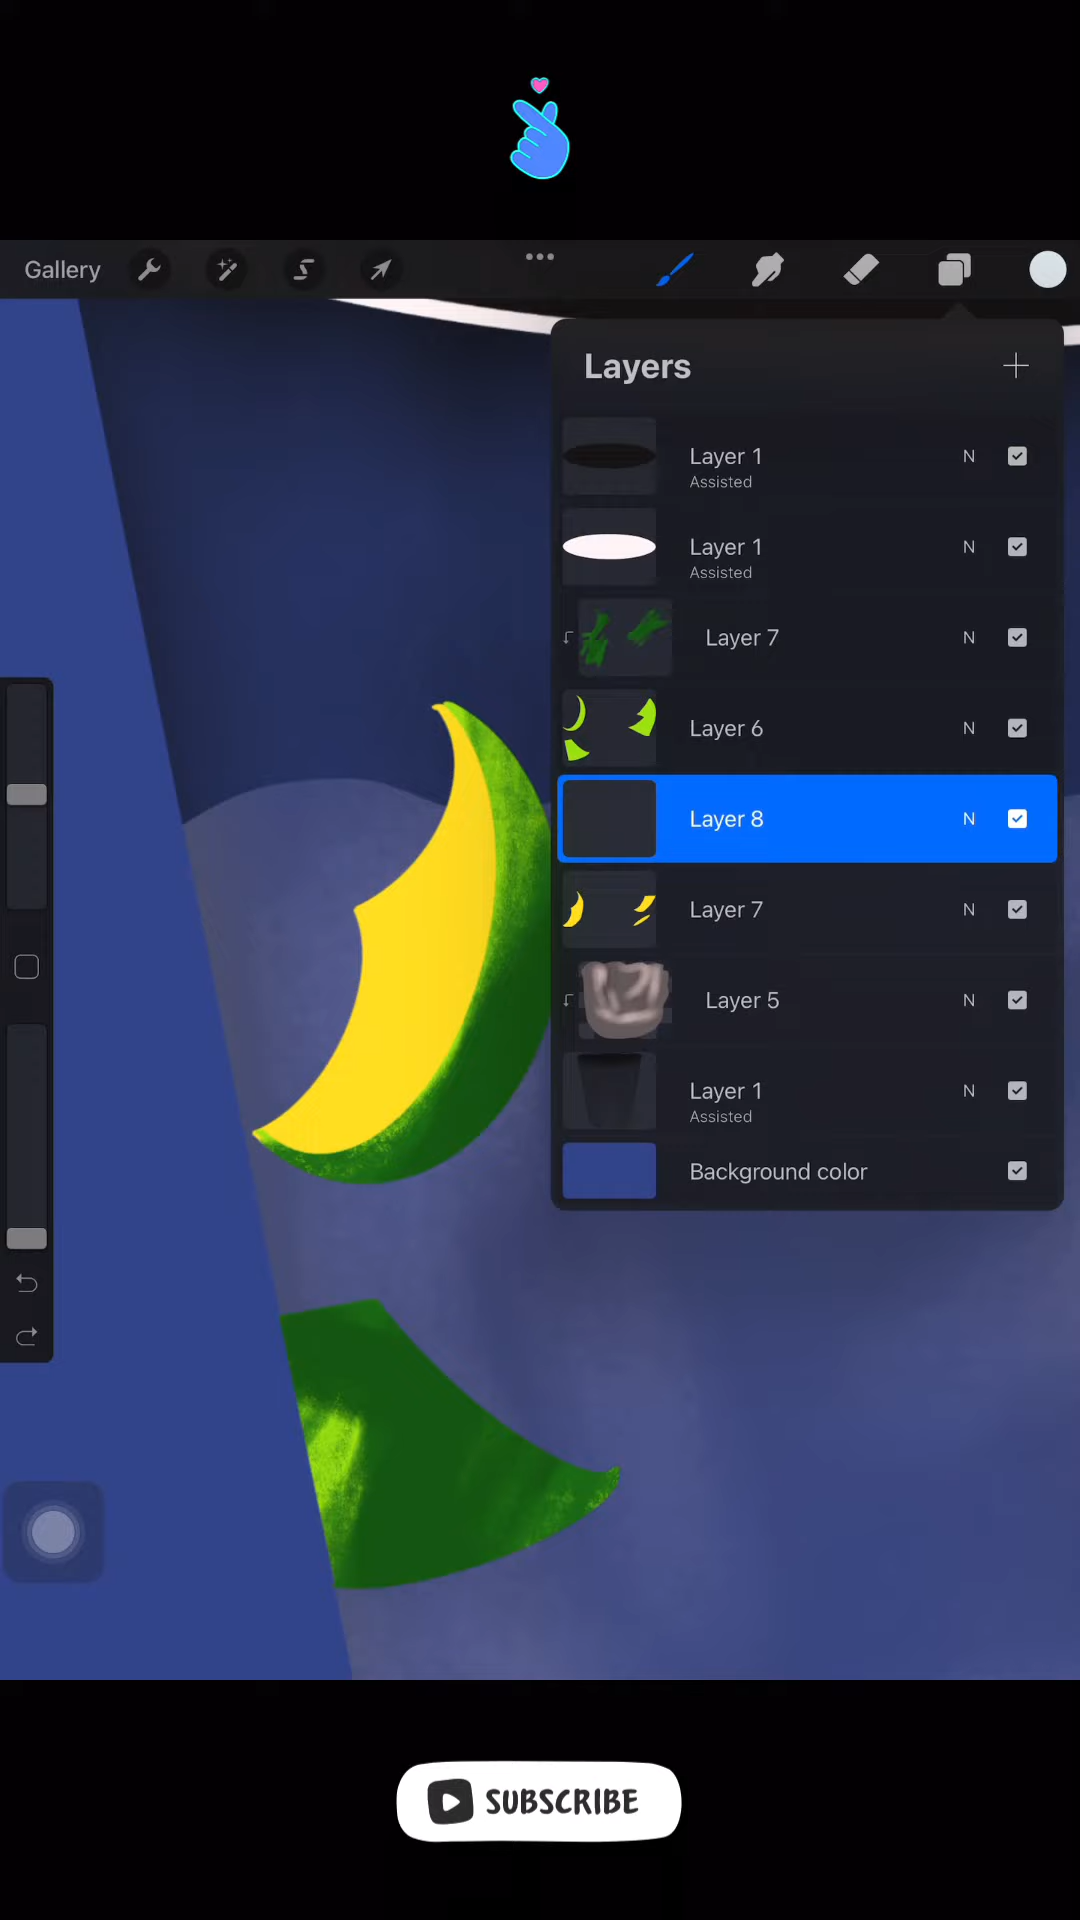 Gallery
Layers
Layer 1
N
Assisted
Layer 1
N
Assisted
Layer 7
N
Layer 6
N
Layer 8
N
Layer 7
N
Layer 5
N
Layer 1
N
Assisted
Background color
SUBSCRIBE